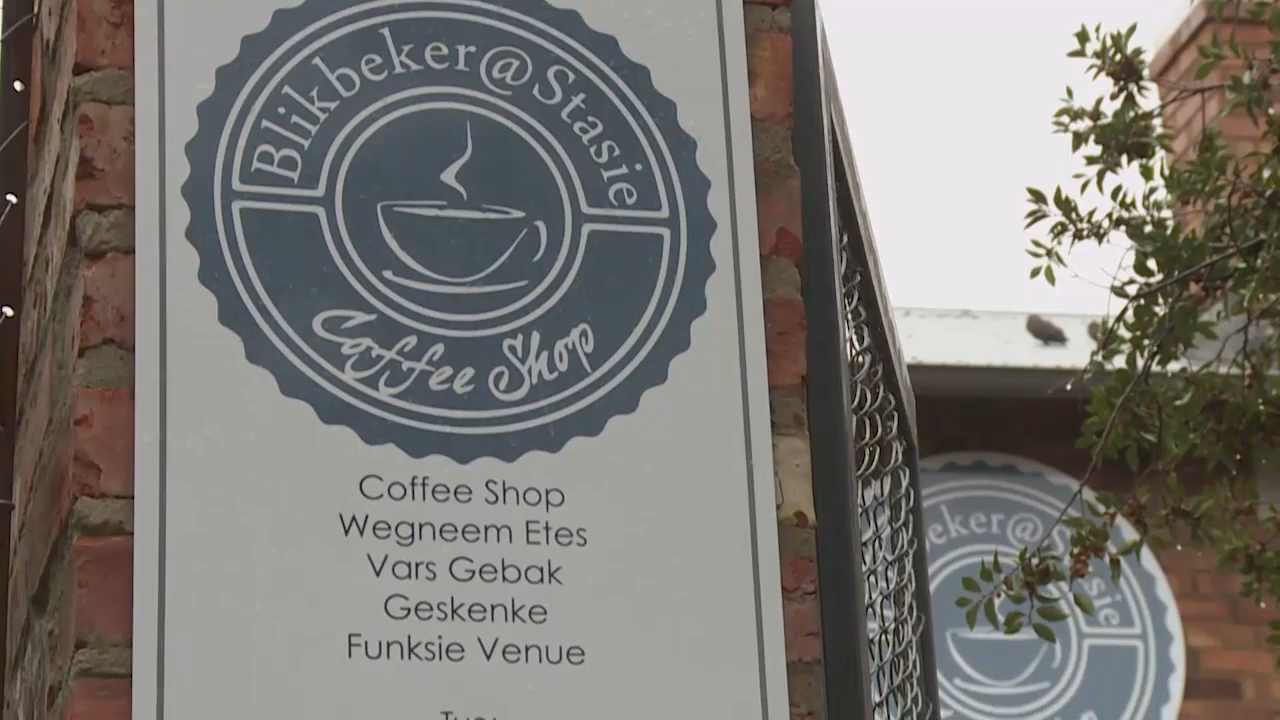 Blikbeker@Stasie
Coffee Shop
Coffee Shop
Wegneem Etes
Vars Gebak
Geskenke
Funksie Venue